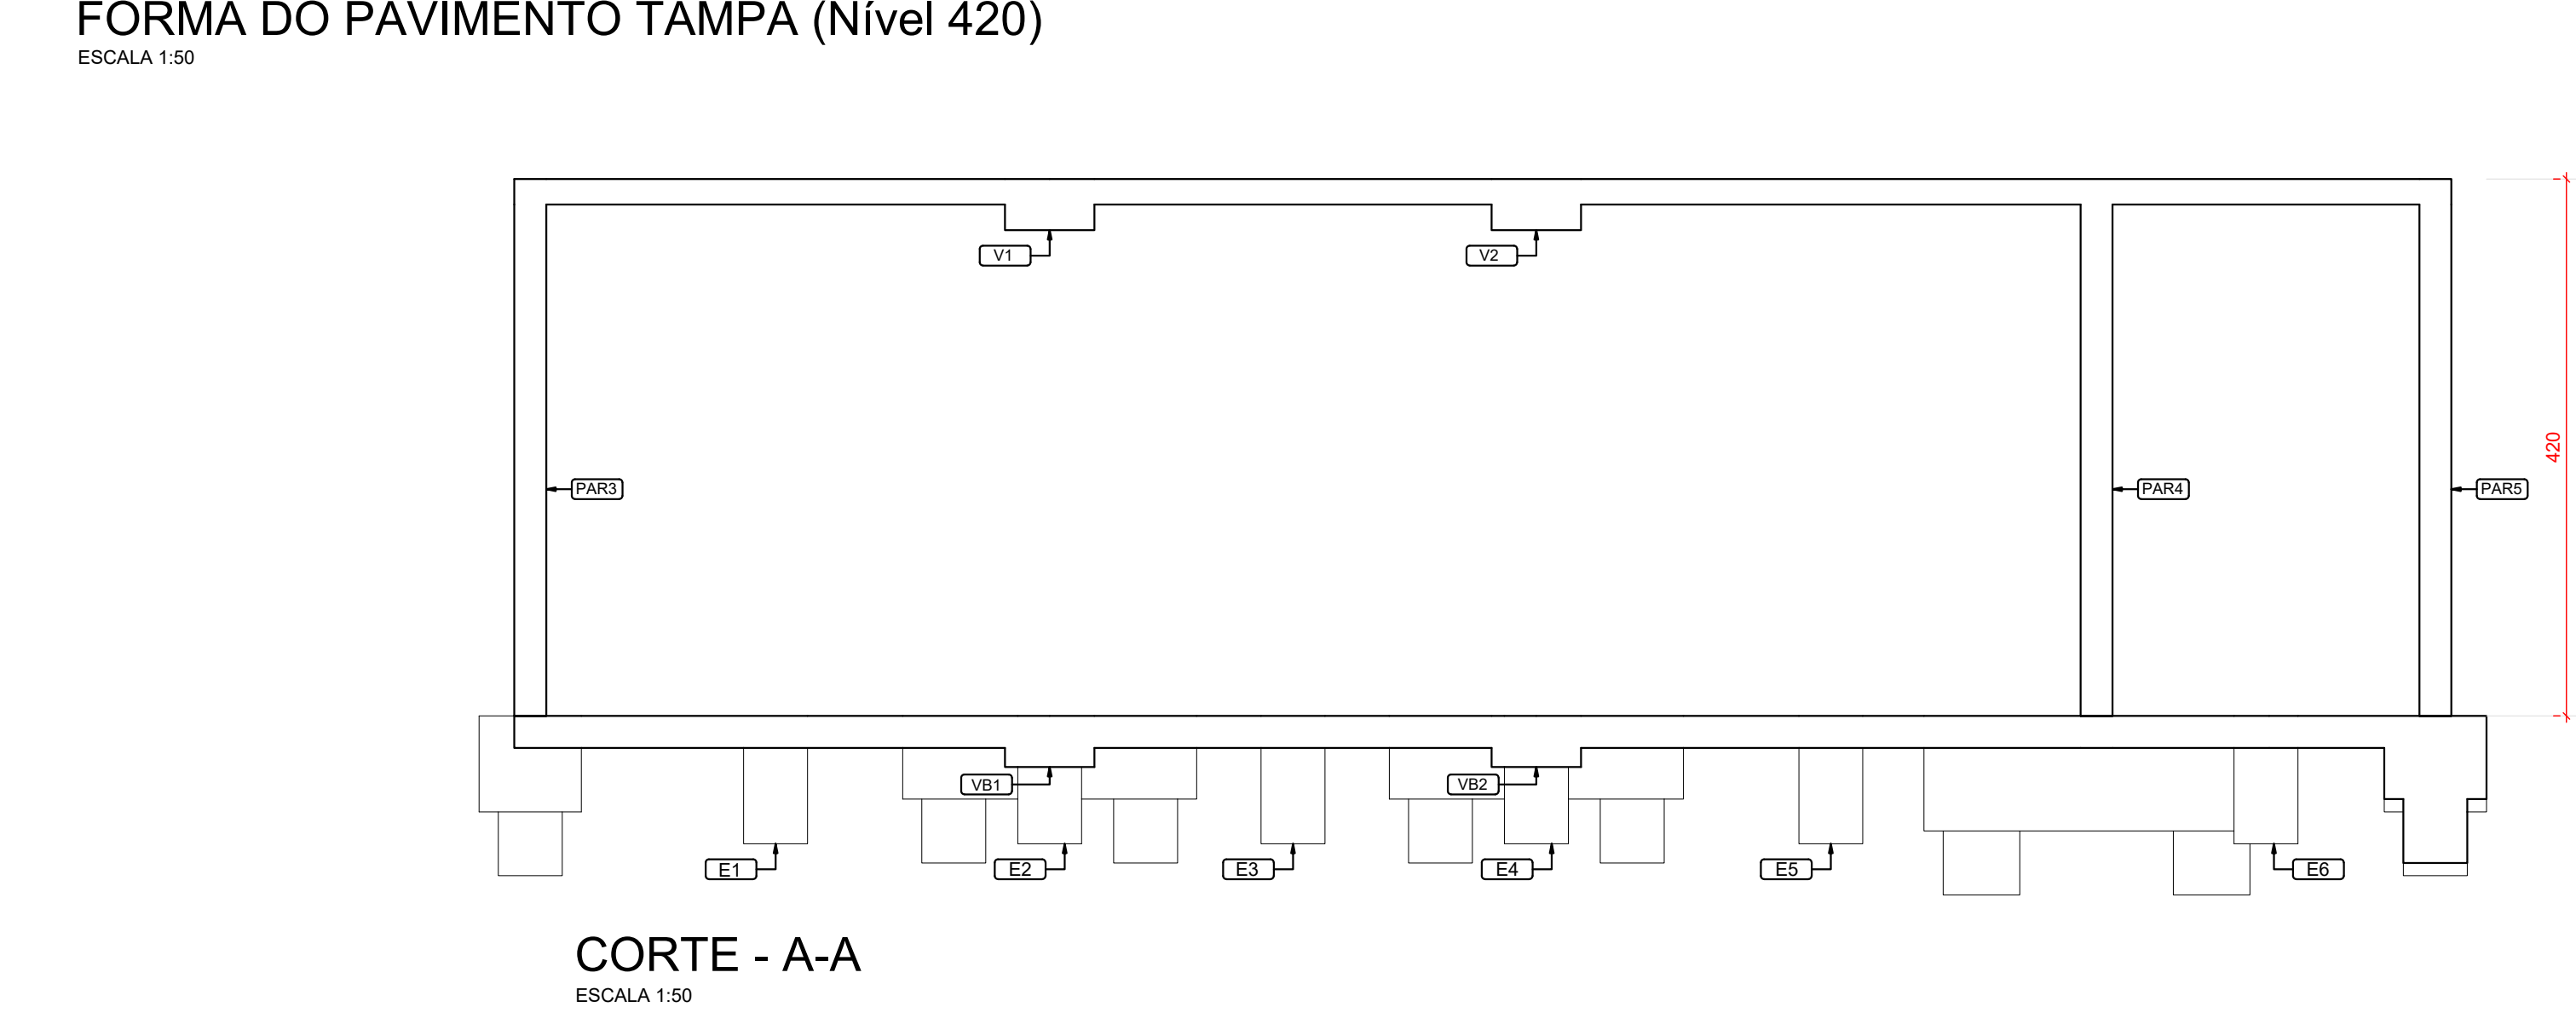 FORMA DO PAVIMENTO TAMPA (Nível 420)
ESCALA 1:50
V1
V2
420
PAR3
PAR4
PAR5
VB1
VB2
E1
E2
E3
E4
E5
E6
CORTE - A-A
ESCALA 1:50